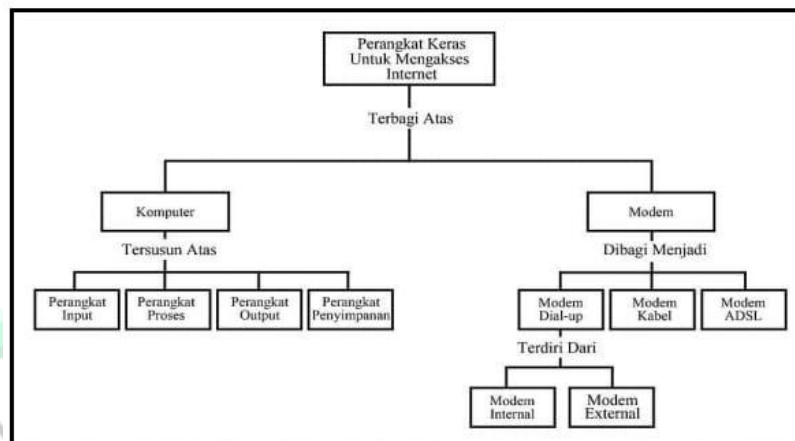 Perangkat Keras
Untuk Mengakses
Internet
Terbagi Atas
Komputer
Modem
Tersusun Atas
Dibagi Menjadi
Perangkat
Input
Perangkat
Proses
Perangkat
Output
Perangkat
Penyimpanan
Modem
Dial-up
Modem
Kabel
Modem
ADSL
Terdiri Dari
Modem
Internal
Modem
External